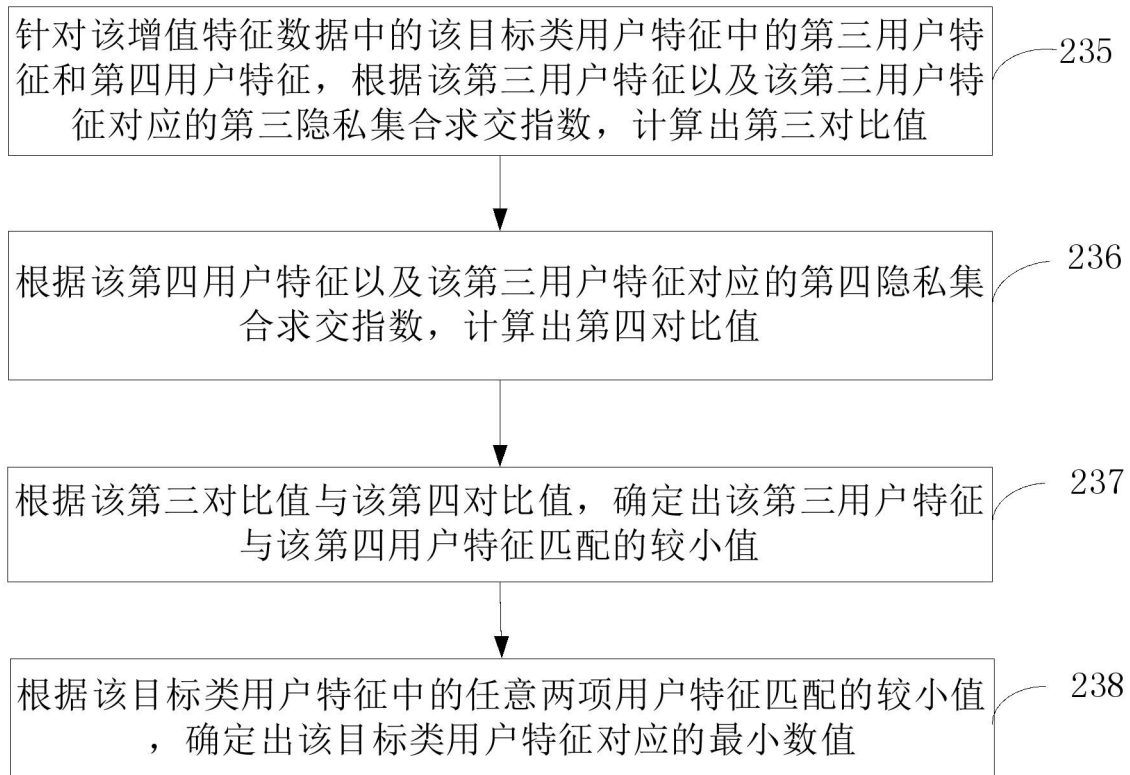 针对该增值特征数据中的该目标类用户特征中的第三用户特
征和第四用户特征，根据该第三用户特征以及该第三用户特
征对应的第三隐私集合求交指数，计算出第三对比值
235
根据该第四用户特征以及该第三用户特征对应的第四隐私集
合求交指数，计算出第四对比值
236
根据该第三对比值与该第四对比值，确定出该第三用户特征
与该第四用户特征匹配的较小值
237
根据该目标类用户特征中的任意两项用户特征匹配的较小值
，确定出该目标类用户特征对应的最小数值
238